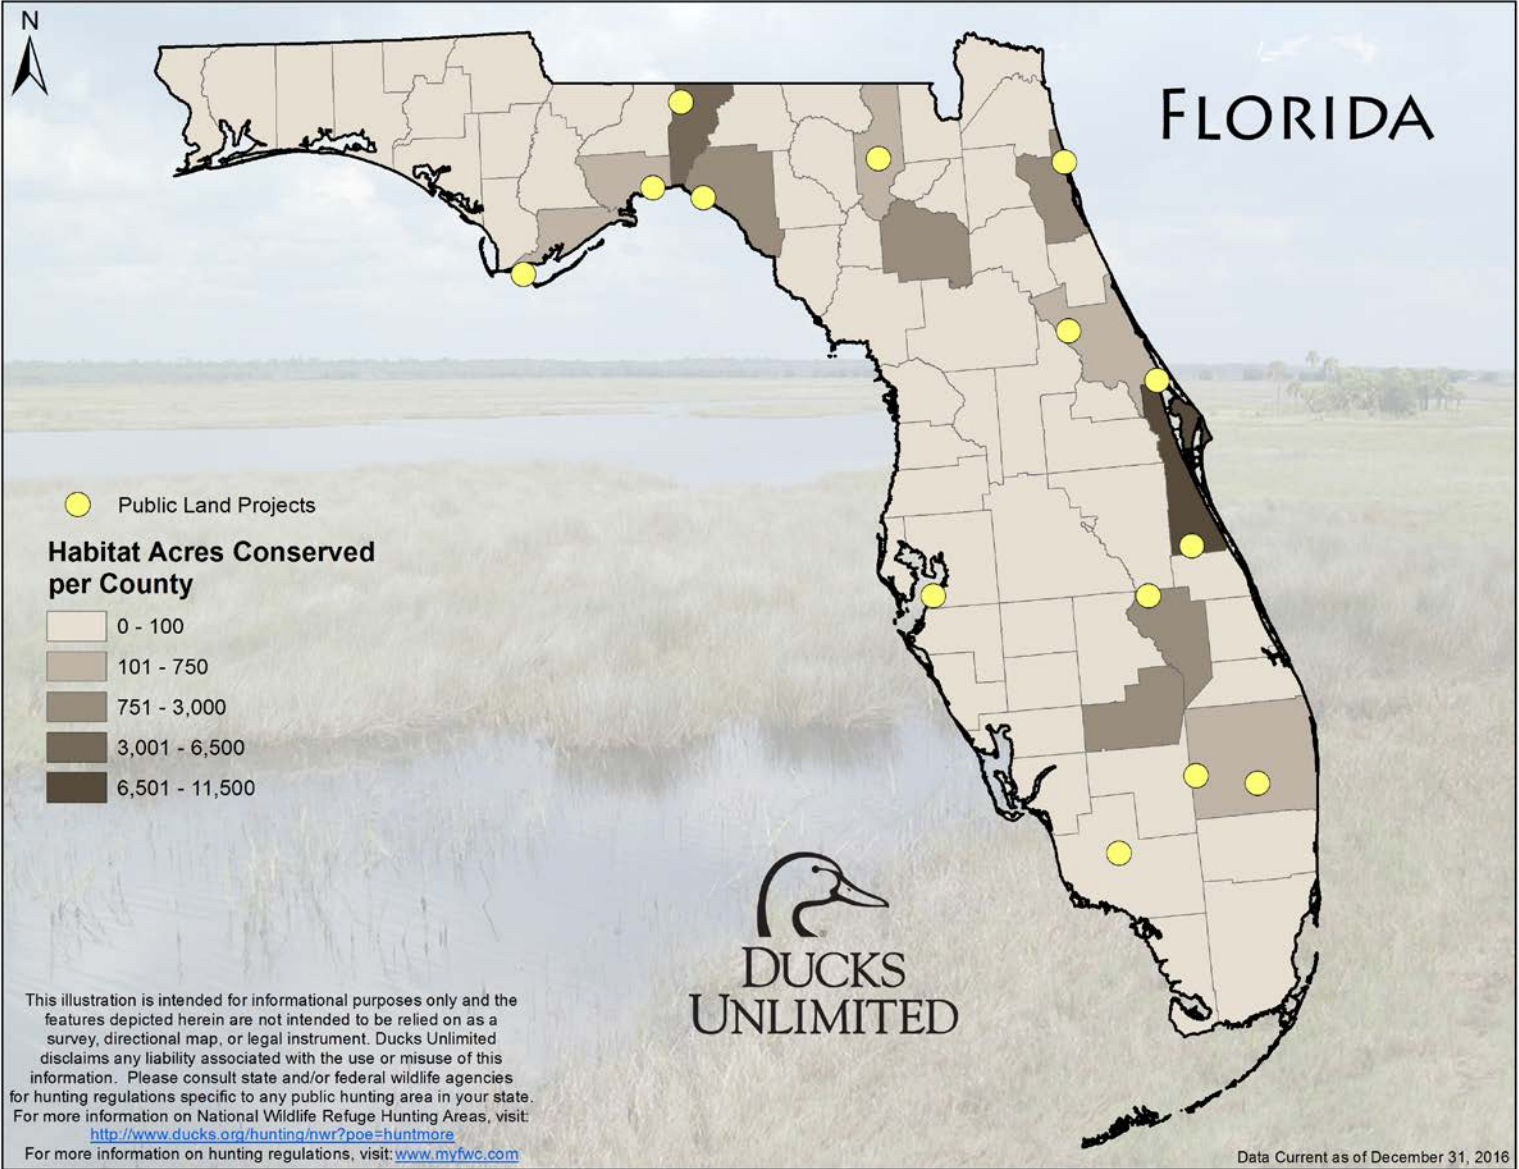 N
FLORIDA
Public Land Projects
Habitat Acres Conserved
per County
0 - 100
101 - 750
751 - 3,000
3,001 - 6,500
6,501 - 11,500
DUCKS
UNLIMITED
This illustration is intended for informational purposes only and the
features depicted herein are not intended to be relied on as a
survey, directional map, or legal instrument. Ducks Unlimited
disclaims any liability associated with the use or misuse of this
information. Please consult state and/or federal wildlife agencies
for hunting regulations specific to any public hunting area in your state.
For more information on National Wildlife Refuge Hunting Areas, visit:
http://www.ducks.org/hunting/nwr?poe=huntmore
For more information on hunting regulations, visit: www.myfwc.com
Data Current as of December 31, 2016